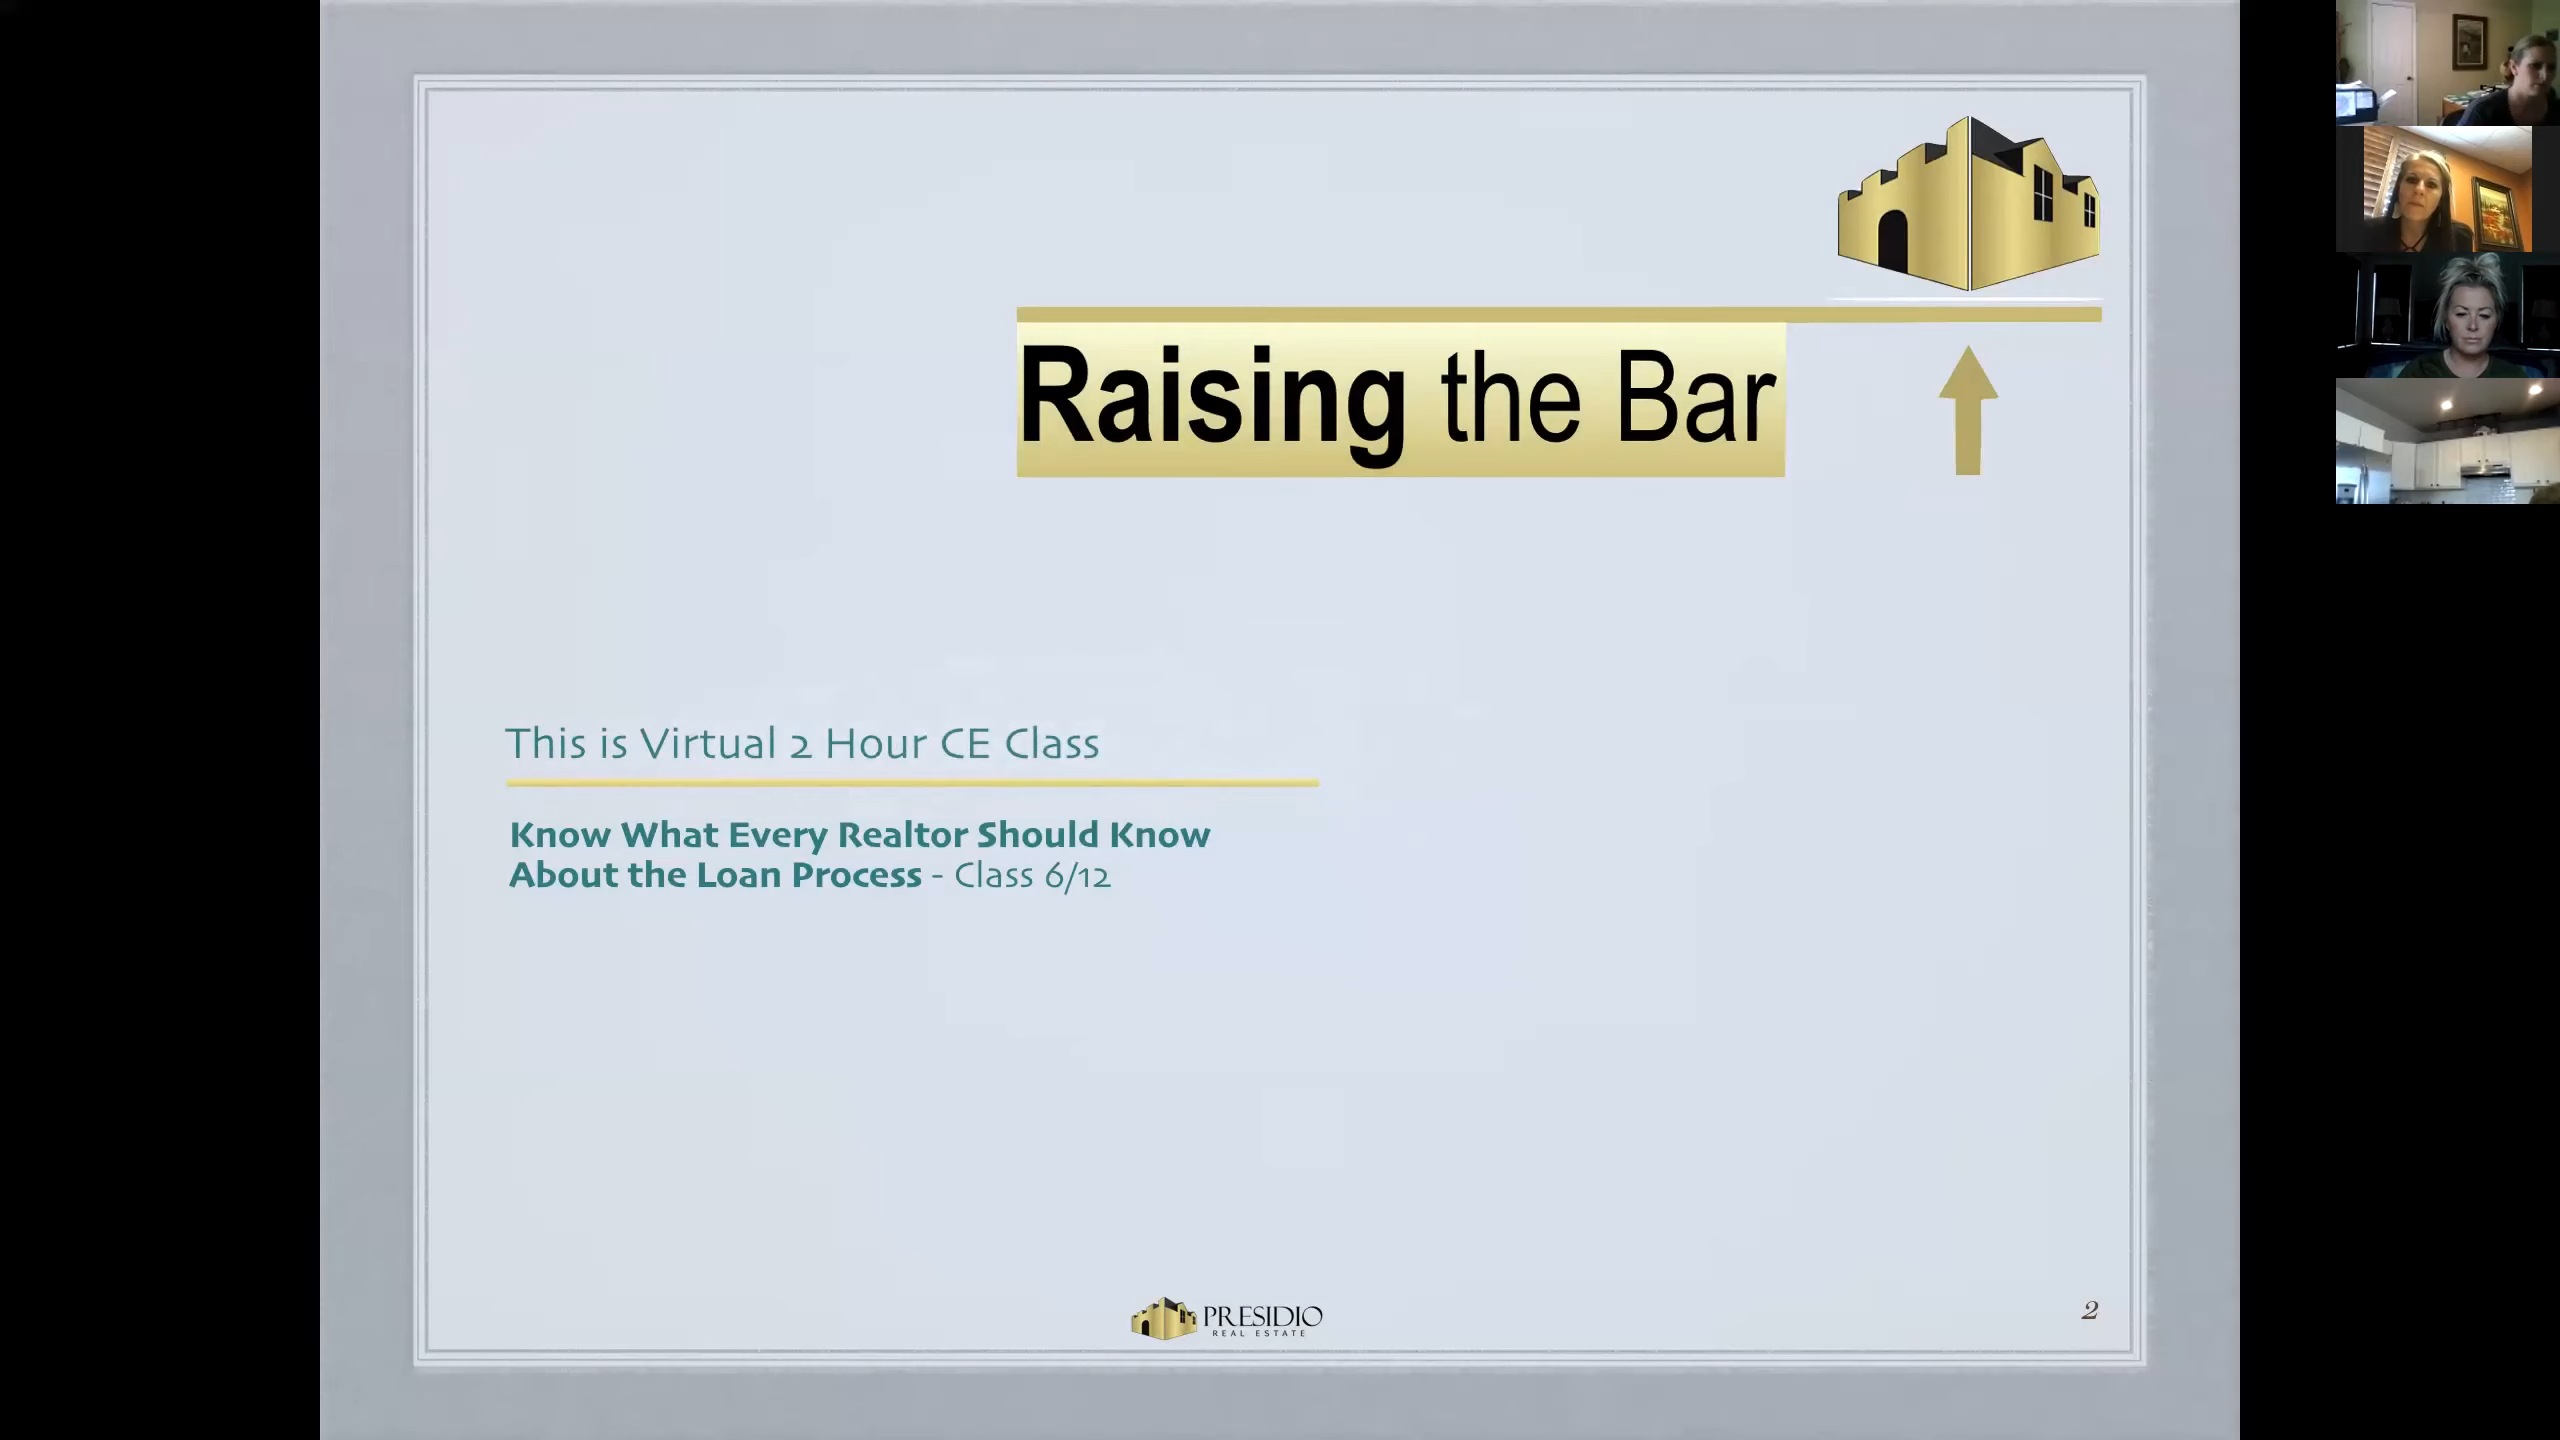 Raising the Bar
This is Virtual 2 Hour CE Class
Know What Every Realtor Should Know
About the Loan Process - Class 6/12
PRESIDIO
REAL ESTATE
2